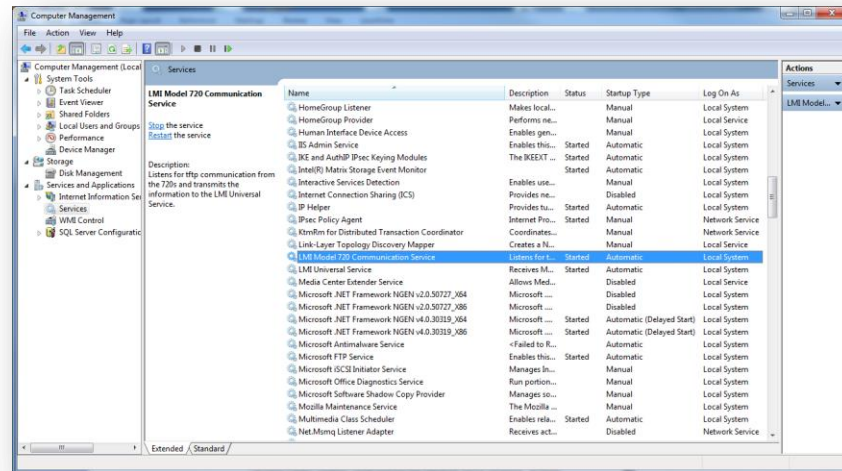 Computer Management
File Action View Help
Computer Management (Local
System Tools
Task Scheduler
Event Viewer
Shared Folders
Local Users and Groups
Performance
Device Manager
Storage
Disk Management
Services and Applications
Internet Information Ser
Services
WMI Control
SQL Server Configuratic
Services
LMI Model 720 Communication
Service
Stop the service
Restart the service
Description:
Listens for tftp communication from
the 720s and transmits the
information to the LMI Universal
Service.
Name Description Status Startup Type Log On As
HomeGroup Listener Makes local... Manual Local System
HomeGroup Provider Performs ne... Manual Local Service
Human Interface Device Access Enables gen... Manual Local System
IIS Admin Service Enables this... Started Automatic Local System
IKE and AuthIP IPsec Keying Modules The IKEEXT ... Started Automatic Local System
Intel(R) Matrix Storage Event Monitor Started Automatic Local System
Interactive Services Detection Enables use... Manual Local System
Internet Connection Sharing (ICS) Provides ne... Disabled Local System
IP Helper Provides tu... Started Automatic Local System
IPsec Policy Agent Internet Pro... Started Manual Network Service
KtmRm for Distributed Transaction Coordinator Coordinates... Manual Network Service
Link-Layer Topology Discovery Mapper Creates a N... Manual Local Service
LMI Model 720 Communication Service Listens for t... Started Automatic Local System
LMI Universal Service Receives M... Started Automatic Local System
Media Center Extender Service Allows Med... Disabled Local Service
Microsoft .NET Framework NGEN v2.0.50727_X64 Microsoft .... Disabled Local System
Microsoft .NET Framework NGEN v2.0.50727_X86 Microsoft .... Disabled Local System
Microsoft .NET Framework NGEN v4.0.30319_X64 Microsoft .... Started Automatic (Delayed Start) Local System
Microsoft .NET Framework NGEN v4.0.30319_X86 Microsoft .... Started Automatic (Delayed Start) Local System
Microsoft Antimalware Service <Failed to R... Automatic Local System
Microsoft FTP Service Enables this... Started Automatic Local System
Microsoft iSCSI Initiator Service Manages In... Manual Local System
Microsoft Office Diagnostics Service Run portion... Manual Local System
Microsoft Software Shadow Copy Provider Manages so... Manual Local System
Mozilla Maintenance Service The Mozilla ... Manual Local System
Multimedia Class Scheduler Enables rela... Started Automatic Local System
Net.Msmq Listener Adapter Receives act... Disabled Network Service
Extended Standard
Actions
Services
LMI Model...